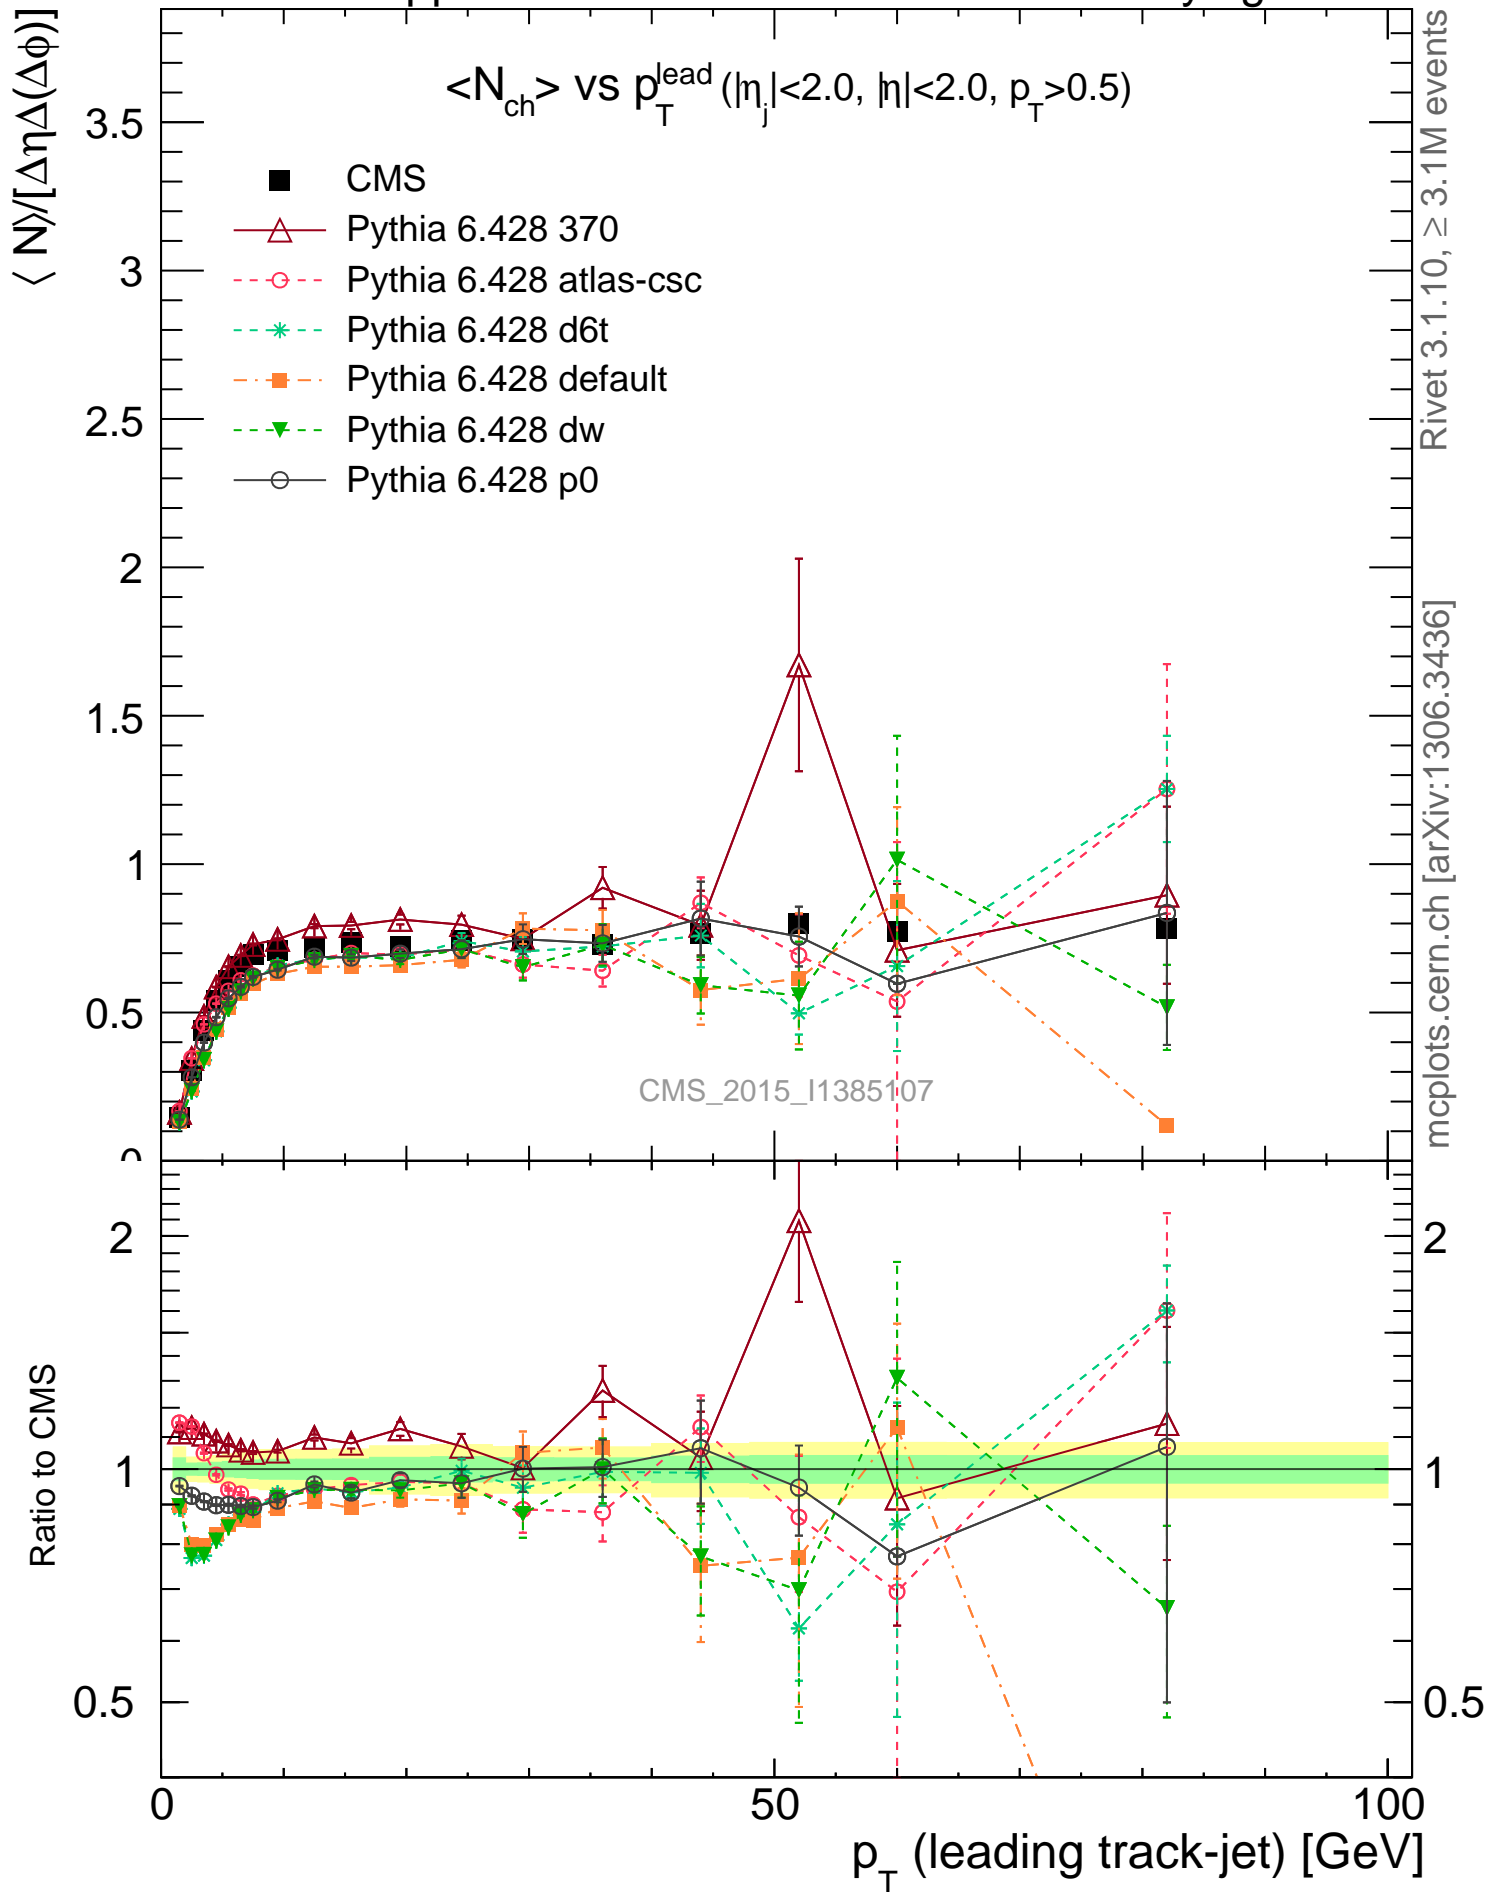 <N_ch> vs p_T^lead (|η_j|<2.0, |η|<2.0, p_T>0.5)
⟨ N⟩/[ΔηΔ(Δϕ)]
CMS
Pythia 6.428 370
Pythia 6.428 atlas-csc
Pythia 6.428 d6t
Pythia 6.428 default
Pythia 6.428 dw
Pythia 6.428 p0
3.5
3
2.5
2
1.5
1
0.5
0
CMS_2015_I1385107
Rivet 3.1.10, ≥ 3.1M events
mcplots.cern.ch [arXiv:1306.3436]
Ratio to CMS
2
1
0.5
2
1
0.5
0
50
100
p_T (leading track-jet) [GeV]